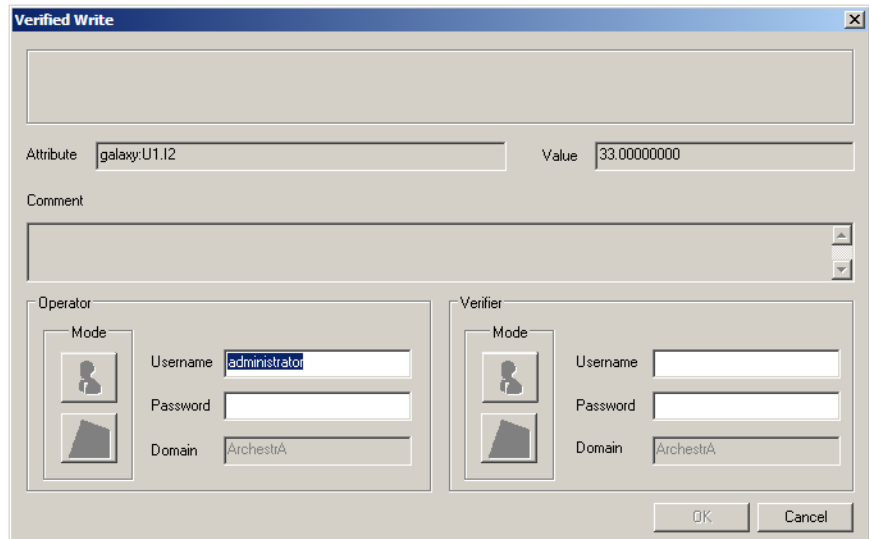 Verified Write
Attribute galaxy:U1.I2 Value 33.00000000
Comment
Operator
Mode
Username administrator
Password
Domain ArchestrA
Verifier
Mode
Username
Password
Domain ArchestrA
OK Cancel